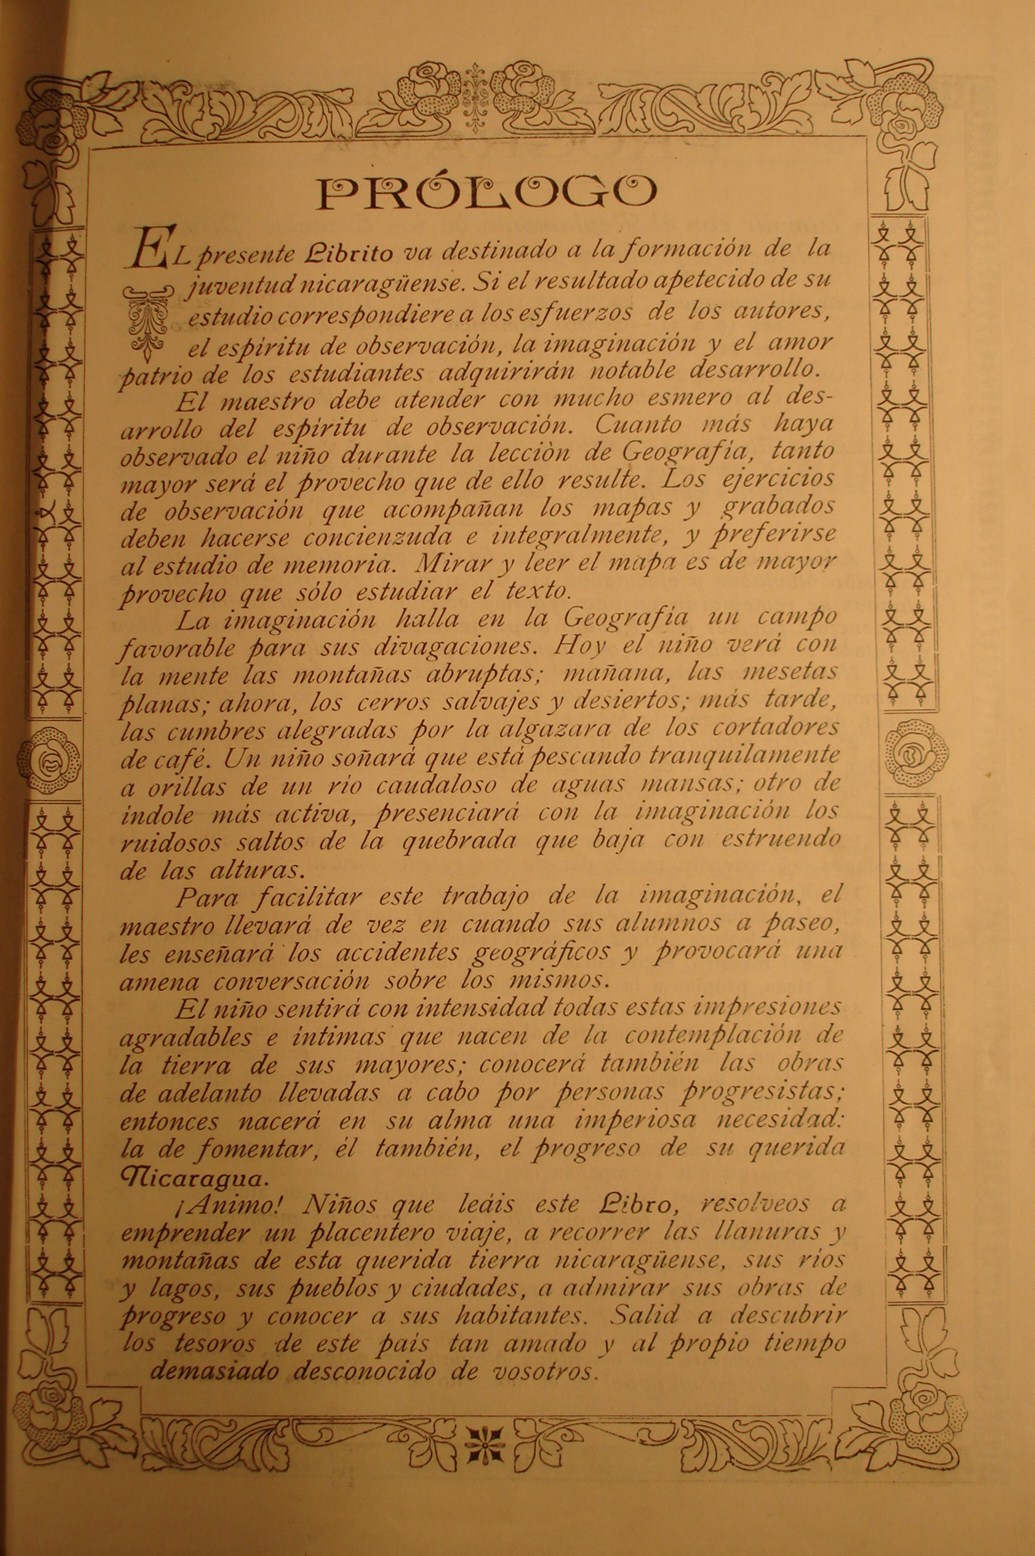 PRÓLOGO
EL presente Librito va destinado a la formación de la
juventud nicaragüense. Si el resultado apetecido de su
estudio correspondiere a los esfuerzos de los autores,
el espíritu de observación, la imaginación y el amor
patrio de los estudiantes adquirirán notable desarrollo.
El maestro debe atender con mucho esmero al des-
arrollo del espíritu de observación. Cuanto más haya
observado el niño durante la lección de Geografía, tanto
mayor será el provecho que de ello resulte. Los ejercicios
de observación que acompañan los mapas y grabados
deben hacerse concienzuda e integralmente, y preferirse
al estudio de memoria. Mirar y leer el mapa es de mayor
provecho que sólo estudiar el texto.
La imaginación halla en la Geografía un campo
favorable para sus divagaciones. Hoy el niño verá con
la mente las montañas abruptas; mañana, las mesetas
planas; ahora, los cerros salvajes y desiertos; más tarde,
las cumbres alegradas por la algazara de los cortadores
de café. Un niño soñará que está pescando tranquilamente
a orillas de un río caudaloso de aguas mansas; otro de
índole más activa, presenciará con la imaginación los
ruidosos saltos de la quebrada que baja con estruendo
de las alturas.
Para facilitar este trabajo de la imaginación, el
maestro llevará de vez en cuando sus alumnos a paseo,
les enseñará los accidentes geográficos y provocará una
amena conversación sobre los mismos.
El niño sentirá con intensidad todas estas impresiones
agradables e íntimas que nacen de la contemplación de
la tierra de sus mayores; conocerá también las obras
de adelanto llevadas a cabo por personas progresistas;
entonces nacerá en su alma una imperiosa necesidad:
la de fomentar, él también, el progreso de su querida
Nicaragua.
¡Animo! Niños que leáis este Libro, resolveos a
emprender un placentero viaje, a recorrer las llanuras y
montañas de esta querida tierra nicaragüense, sus ríos
y lagos, sus pueblos y ciudades, a admirar sus obras de
progreso y conocer a sus habitantes. Salid a descubrir
los tesoros de este país tan amado y al propio tiempo
demasiado desconocido de vosotros.